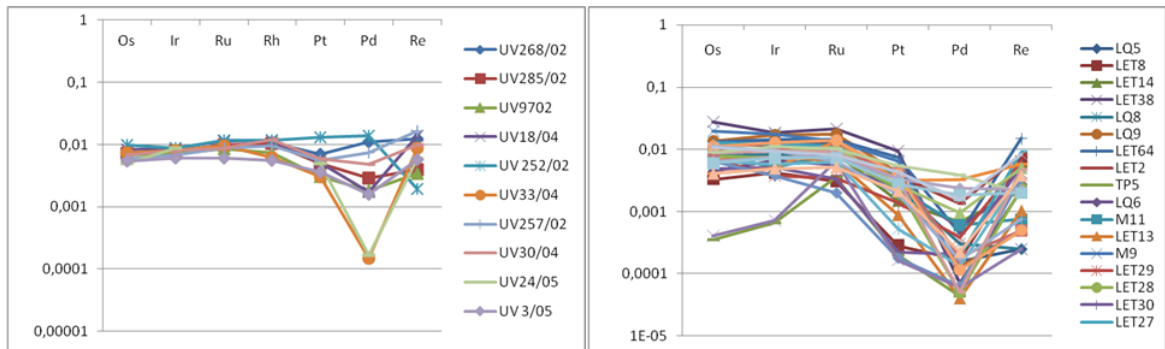 1
Os Ir Ru Rh Pt Pd Re
0,1
0,01
0,001
0,0001
0,00001
UV268/02
UV285/02
UV9702
UV18/04
UV 252/02
UV33/04
UV257/02
UV30/04
UV24/05
UV 3/05
1
Os Ir Ru Pt Pd Re
0,1
0,01
0,001
0,0001
1E-05
LQ5
LET8
LET14
LET38
LQ8
LQ9
LET64
LET2
TP5
LQ6
M11
LET13
M9
LET29
LET28
LET30
LET27